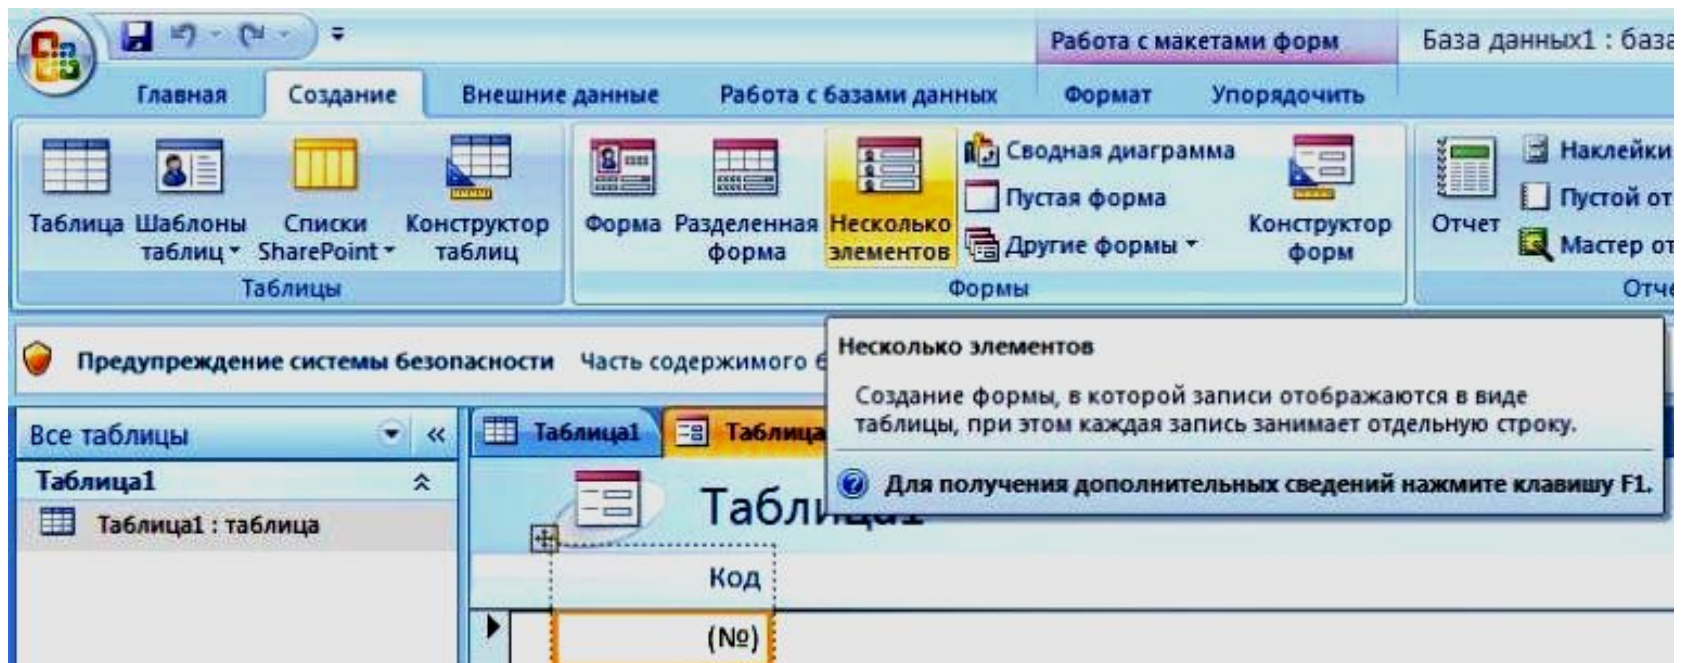 Работа с макетами форм
База данных1 : база
Главная Создание Внешние данные Работа с базами данных Формат Упорядочить
Таблица
Шаблоны
таблиц
Списки
SharePoint
Конструктор
таблиц
Таблицы
Форма
Разделенная
форма
Несколько
элементов
Сводная диаграмма
Пустая форма
Другие формы
Конструктор
форм
Формы
Отчет
Наклейки
Пустой от
Мастер от
Отче
Предупреждение системы безопасности Часть содержимого б
Несколько элементов
Создание формы, в которой записи отображаются в виде
таблицы, при этом каждая запись занимает отдельную строку.
Для получения дополнительных сведений нажмите клавишу F1.
Все таблицы
Таблица1
Таблица1 : таблица
Таблица1
Таблица
Таблица1
Код
(№)